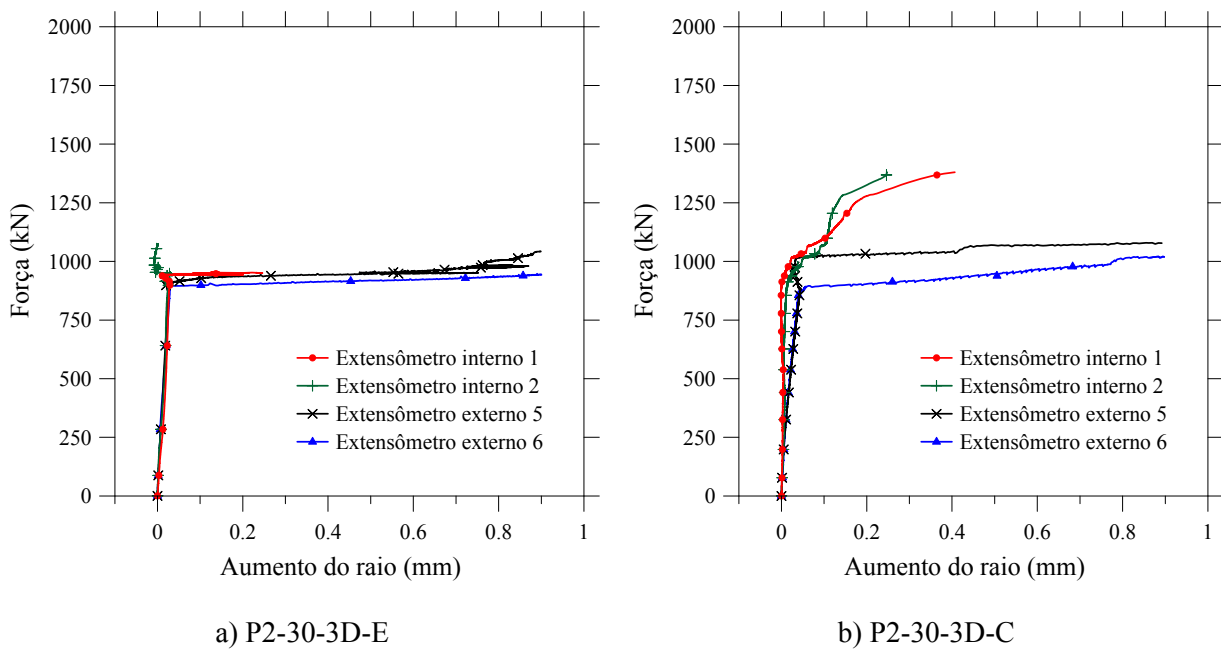 2000
1750
1500
1250
1000
750
500
250
0
Força (kN)
0
0.2
0.4
0.6
0.8
1
Aumento do raio (mm)
Extensômetro interno 1
Extensômetro interno 2
Extensômetro externo 5
Extensômetro externo 6
a) P2-30-3D-E
2000
1750
1500
1250
1000
750
500
250
0
Força (kN)
0
0.2
0.4
0.6
0.8
1
Aumento do raio (mm)
Extensômetro interno 1
Extensômetro interno 2
Extensômetro externo 5
Extensômetro externo 6
b) P2-30-3D-C